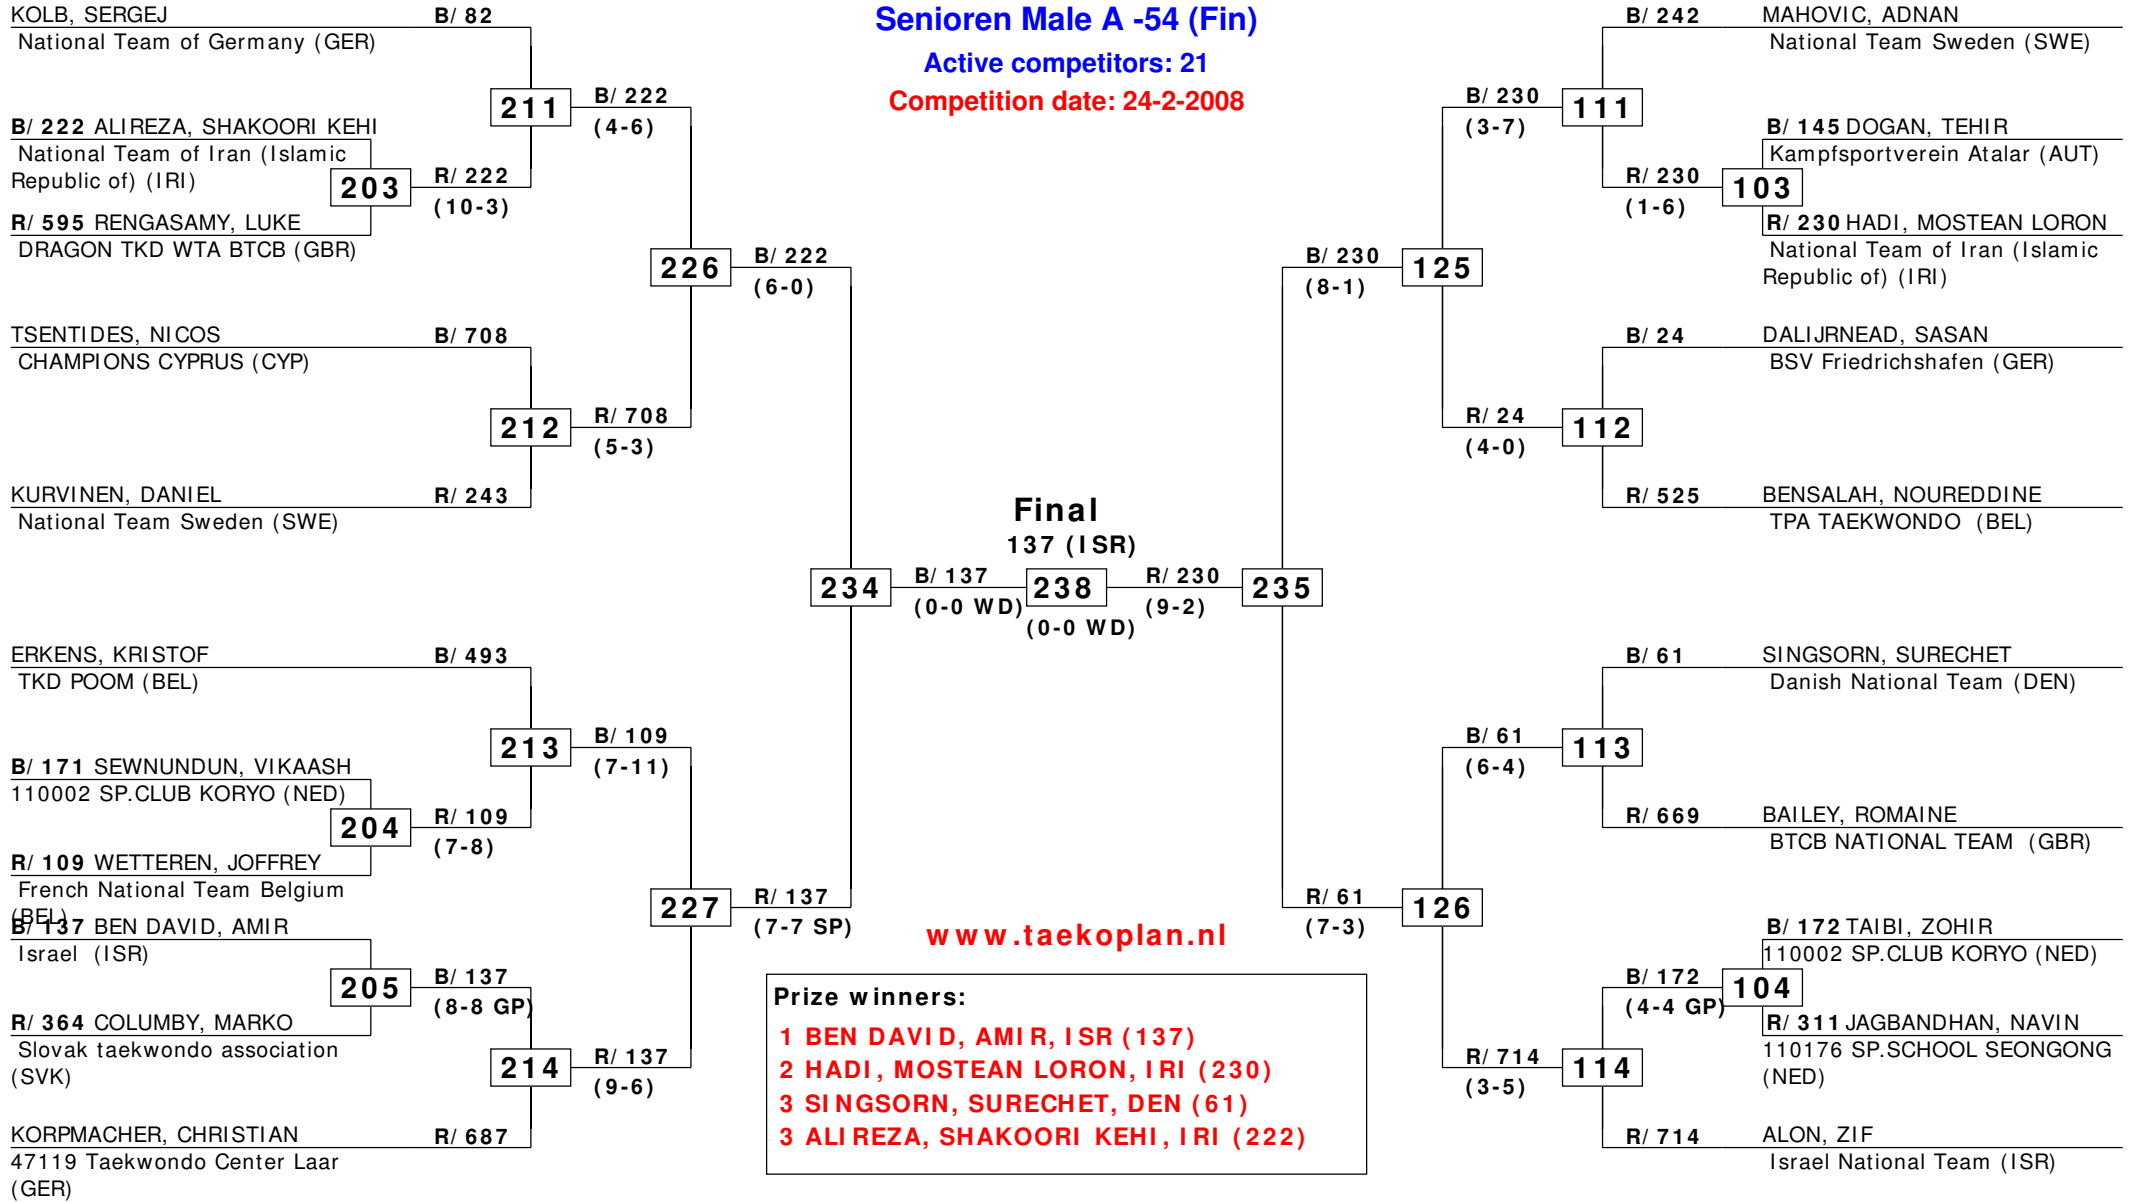 Senioren Male A -54 (Fin)
Active competitors: 21
Competition date: 24-2-2008
KOLB, SERGEJ
B/ 82
National Team of Germany (GER)
211
B/ 222
(4-6)
B/ 222 ALIREZA, SHAKOORI KEHI
National Team of Iran (Islamic
Republic of) (IRI)
203
R/ 222
(10-3)
R/ 595 RENGASAMY, LUKE
DRAGON TKD WTA BTCB (GBR)
226
B/ 222
(6-0)
TSENTIDES, NICOS
B/ 708
CHAMPIONS CYPRUS (CYP)
212
R/ 708
(5-3)
KURVINEN, DANIEL
R/ 243
National Team Sweden (SWE)
234
B/ 137
(0-0 WD)
ERKENS, KRISTOF
B/ 493
TKD POOM (BEL)
213
B/ 109
(7-11)
B/ 171 SEWNUNDUN, VIKAASH
110002 SP.CLUB KORYO (NED)
204
R/ 109
(7-8)
R/ 109 WETTEREN, JOFFREY
French National Team Belgium
(BEL)
227
R/ 137
(7-7 SP)
B/ 137 BEN DAVID, AMIR
Israel (ISR)
205
B/ 137
(8-8 GP)
R/ 364 COLUMBY, MARKO
Slovak taekwondo association
(SVK)
214
R/ 137
(9-6)
KORPMACHER, CHRISTIAN
R/ 687
47119 Taekwondo Center Laar
(GER)
Final
137 (ISR)
238
(0-0 WD)
R/ 230
(9-2)
235
B/ 242
MAHOVIC, ADNAN
National Team Sweden (SWE)
B/ 230
(3-7)
111
B/ 145 DOGAN, TEHIR
Kampfsportverein Atalar (AUT)
R/ 230
(1-6)
103
R/ 230 HADI, MOSTEAN LORON
National Team of Iran (Islamic
Republic of) (IRI)
B/ 230
(8-1)
125
B/ 24
DALIJRNEAD, SASAN
BSV Friedrichshafen (GER)
R/ 24
(4-0)
112
R/ 525
BENSALAH, NOUREDDINE
TPA TAEKWONDO (BEL)
B/ 61
SINGSORN, SURECHET
Danish National Team (DEN)
B/ 61
(6-4)
113
R/ 669
BAILEY, ROMAINE
BTCB NATIONAL TEAM (GBR)
R/ 61
(7-3)
126
B/ 172 TAIBI, ZOHIR
110002 SP.CLUB KORYO (NED)
B/ 172
(4-4 GP)
104
R/ 311 JAGBANDHAN, NAVIN
110176 SP.SCHOOL SEONGONG
(NED)
R/ 714
(3-5)
114
R/ 714
ALON, ZIF
Israel National Team (ISR)
www.taekoplan.nl
Prize winners:
1 BEN DAVID, AMIR, ISR (137)
2 HADI, MOSTEAN LORON, IRI (230)
3 SINGSORN, SURECHET, DEN (61)
3 ALIREZA, SHAKOORI KEHI, IRI (222)